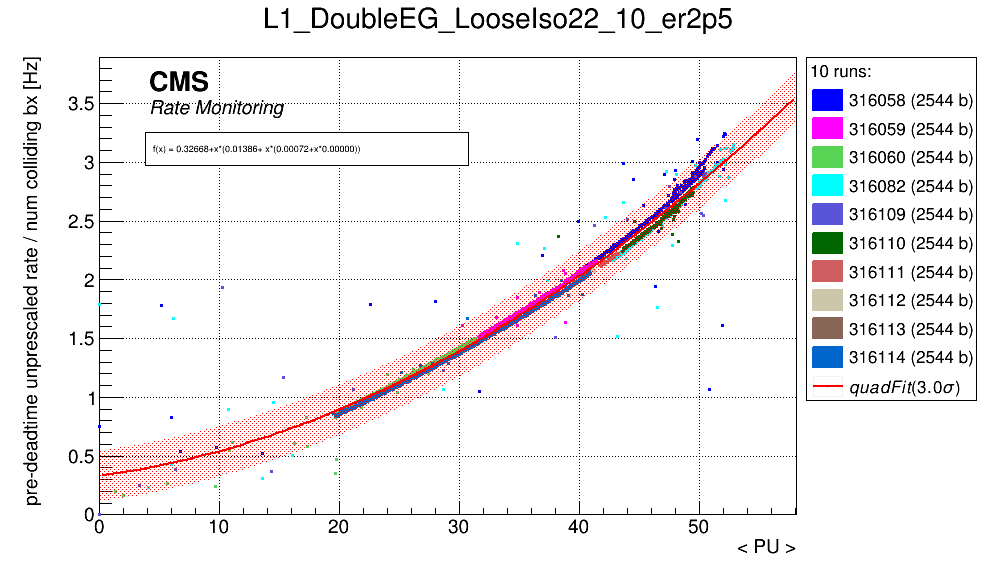 L1_DoubleEG_LooseIso22_10_er2p5
pre-deadtime unprescaled rate / num colliding bx [Hz]
CMS
Rate Monitoring
f(x) = 0.32668+x*(0.01386+ x*(0.00072+x*0.00000))
3.5
3
2.5
2
1.5
1
0.5
0
0
10
20
30
40
50
< PU >
10 runs:
316058 (2544 b)
316059 (2544 b)
316060 (2544 b)
316082 (2544 b)
316109 (2544 b)
316110 (2544 b)
316111 (2544 b)
316112 (2544 b)
316113 (2544 b)
316114 (2544 b)
quadFit(3.0σ)